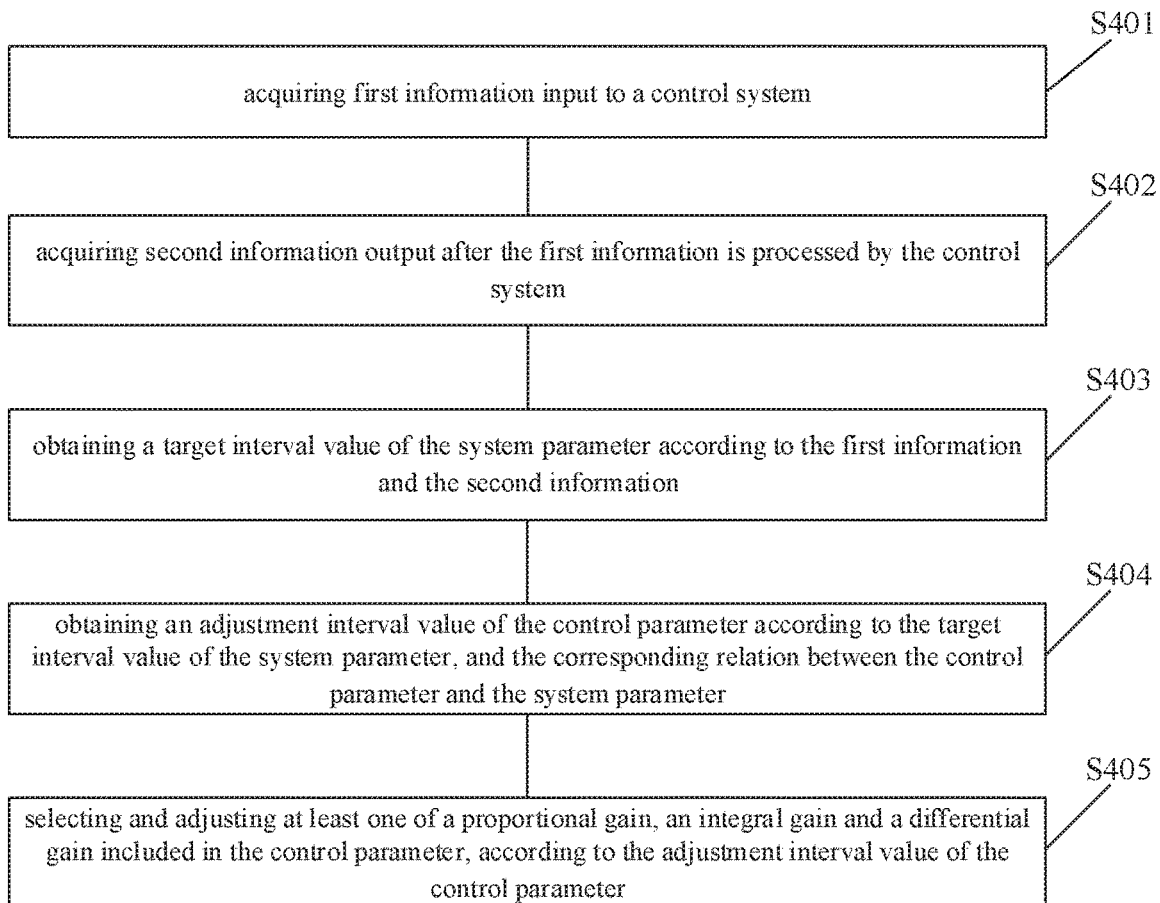 S401
acquiring first information input to a control system
S402
acquiring second information output after the first information is processed by the control
system
S403
obtaining a target interval value of the system parameter according to the first information
and the second information
S404
obtaining an adjustment interval value of the control parameter according to the target
interval value of the system parameter, and the corresponding relation between the control
parameter and the system parameter
S405
selecting and adjusting at least one of a proportional gain, an integral gain and a differential
gain included in the control parameter, according to the adjustment interval value of the
control parameter